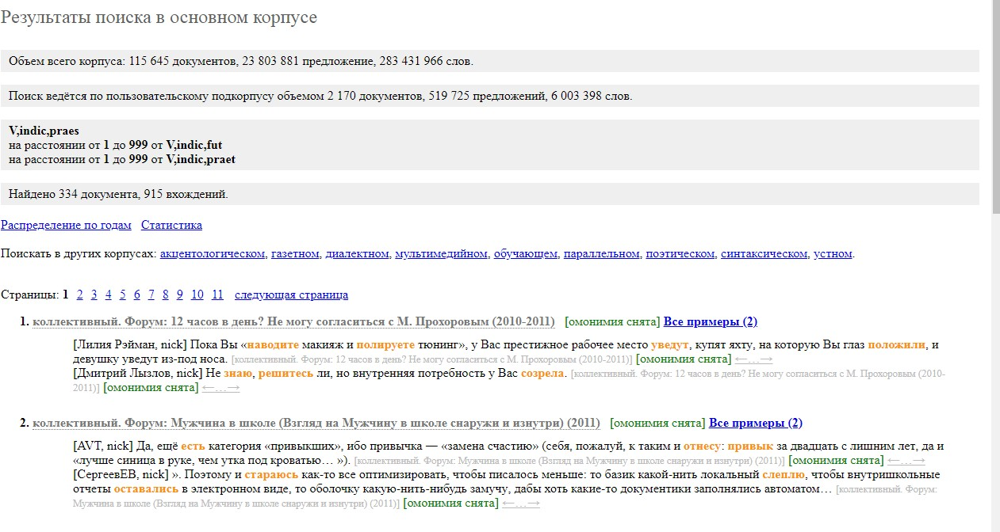 Результаты поиска в основном корпусе
Объем всего корпуса: 115 645 документов, 23 803 881 предложение, 283 431 966 слов.
Поиск ведётся по пользовательскому подкорпусу объемом 2 170 документов, 519 725 предложений, 6 003 398 слов.
V,indic,praes
на расстоянии от 1 до 999 от V,indic,fut
на расстоянии от 1 до 999 от V,indic,praet
Найдено 334 документа, 915 вхождений.
Распределение по годам Статистика
Поискать в других корпусах: акцентологическом, газетном, диалектном, мультимедийном, обучающем, параллельном, поэтическом, синтаксическом, устном.
Страницы: 1 2 3 4 5 6 7 8 9 10 11 следующая страница
1. коллективный. Форум: 12 часов в день? Не могу согласиться с М. Прохоровым (2010-2011) [омонимия снята] Все примеры (2)
[Лилия Рэйман, nick] Пока Вы «наводите макияж и полируете тюнинг», у Вас престижное рабочее место уведут, купят яхту, на которую Вы глаз положили, и
девушку уведут из-под носа. [коллективный. Форум: 12 часов в день? Не могу согласиться с М. Прохоровым (2010-2011)] [омонимия снята] ←…→
[Дмитрий Лызлов, nick] Не знаю, решитесь ли, но внутренняя потребность у Вас созрела. [коллективный. Форум: 12 часов в день? Не могу согласиться с М. Прохоровым (2010-
2011)] [омонимия снята] ←…→
2. коллективный. Форум: Мужчина в школе (Взгляд на Мужчину в школе снаружи и изнутри) (2011) [омонимия снята] Все примеры (2)
[AVT, nick] Да, ещё есть категория «привыкших», ибо привычка — «замена счастию» (себя, пожалуй, к таким и отнесу: привык за двадцать с лишним лет, да и
«лучше синица в руке, чем утка под кроватью… »). [коллективный. Форум: Мужчина в школе (Взгляд на Мужчину в школе снаружи и изнутри) (2011)] [омонимия снята] ←…→
[СергеевЕВ, nick] ». Поэтому и стараюсь как-то все оптимизировать, чтобы писалось меньше: то базик какой-нить локальный слеплю, чтобы внутришкольные
отчеты оставались в электронном виде, то оболочку какую-нить-нибудь замучу, дабы хоть какие-то документики заполнялись автоматом… [коллективный. Форум:
Мужчина в школе (Взгляд на Мужчину в школе снаружи и изнутри) (2011)] [омонимия снята] ←…→